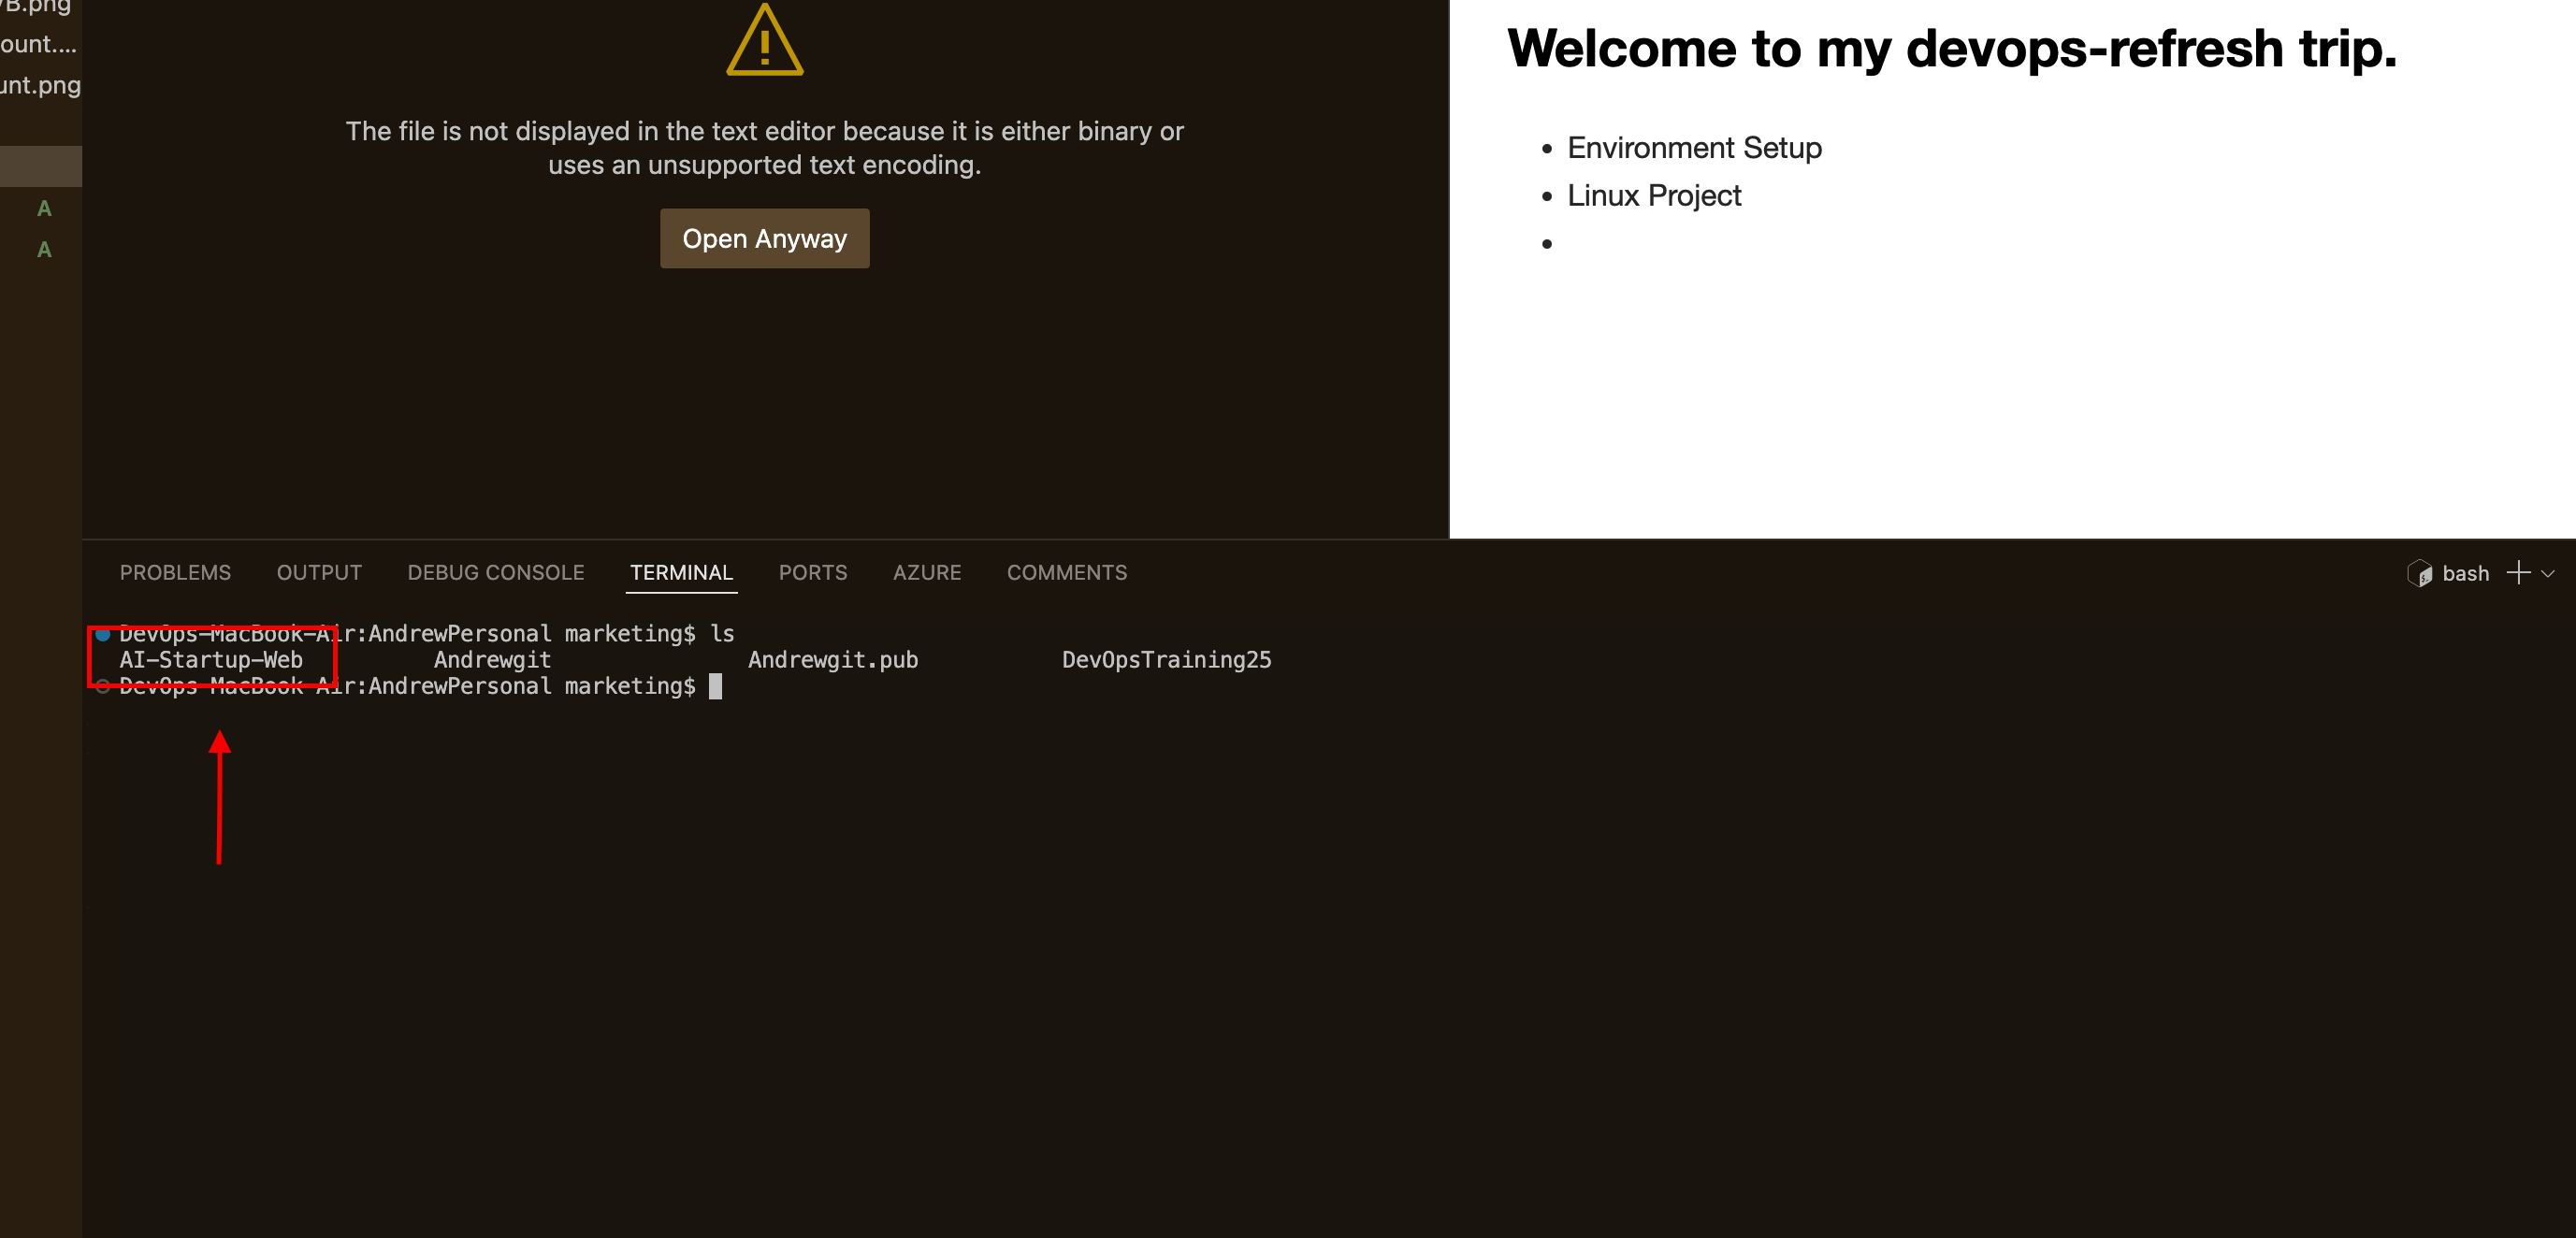 B.png
ount....
unt.png
A
A
The file is not displayed in the text editor because it is either binary or
uses an unsupported text encoding.
Open Anyway
Welcome to my devops-refresh trip.
• Environment Setup
• Linux Project
•
PROBLEMS OUTPUT DEBUG CONSOLE TERMINAL PORTS AZURE COMMENTS
bash
DevOps-MacBook-Air:AndrewPersonal marketing$ ls
AI-Startup-Web Andrewgit Andrewgit.pub DevOpsTraining25
DevOps-MacBook-Air:AndrewPersonal marketing$